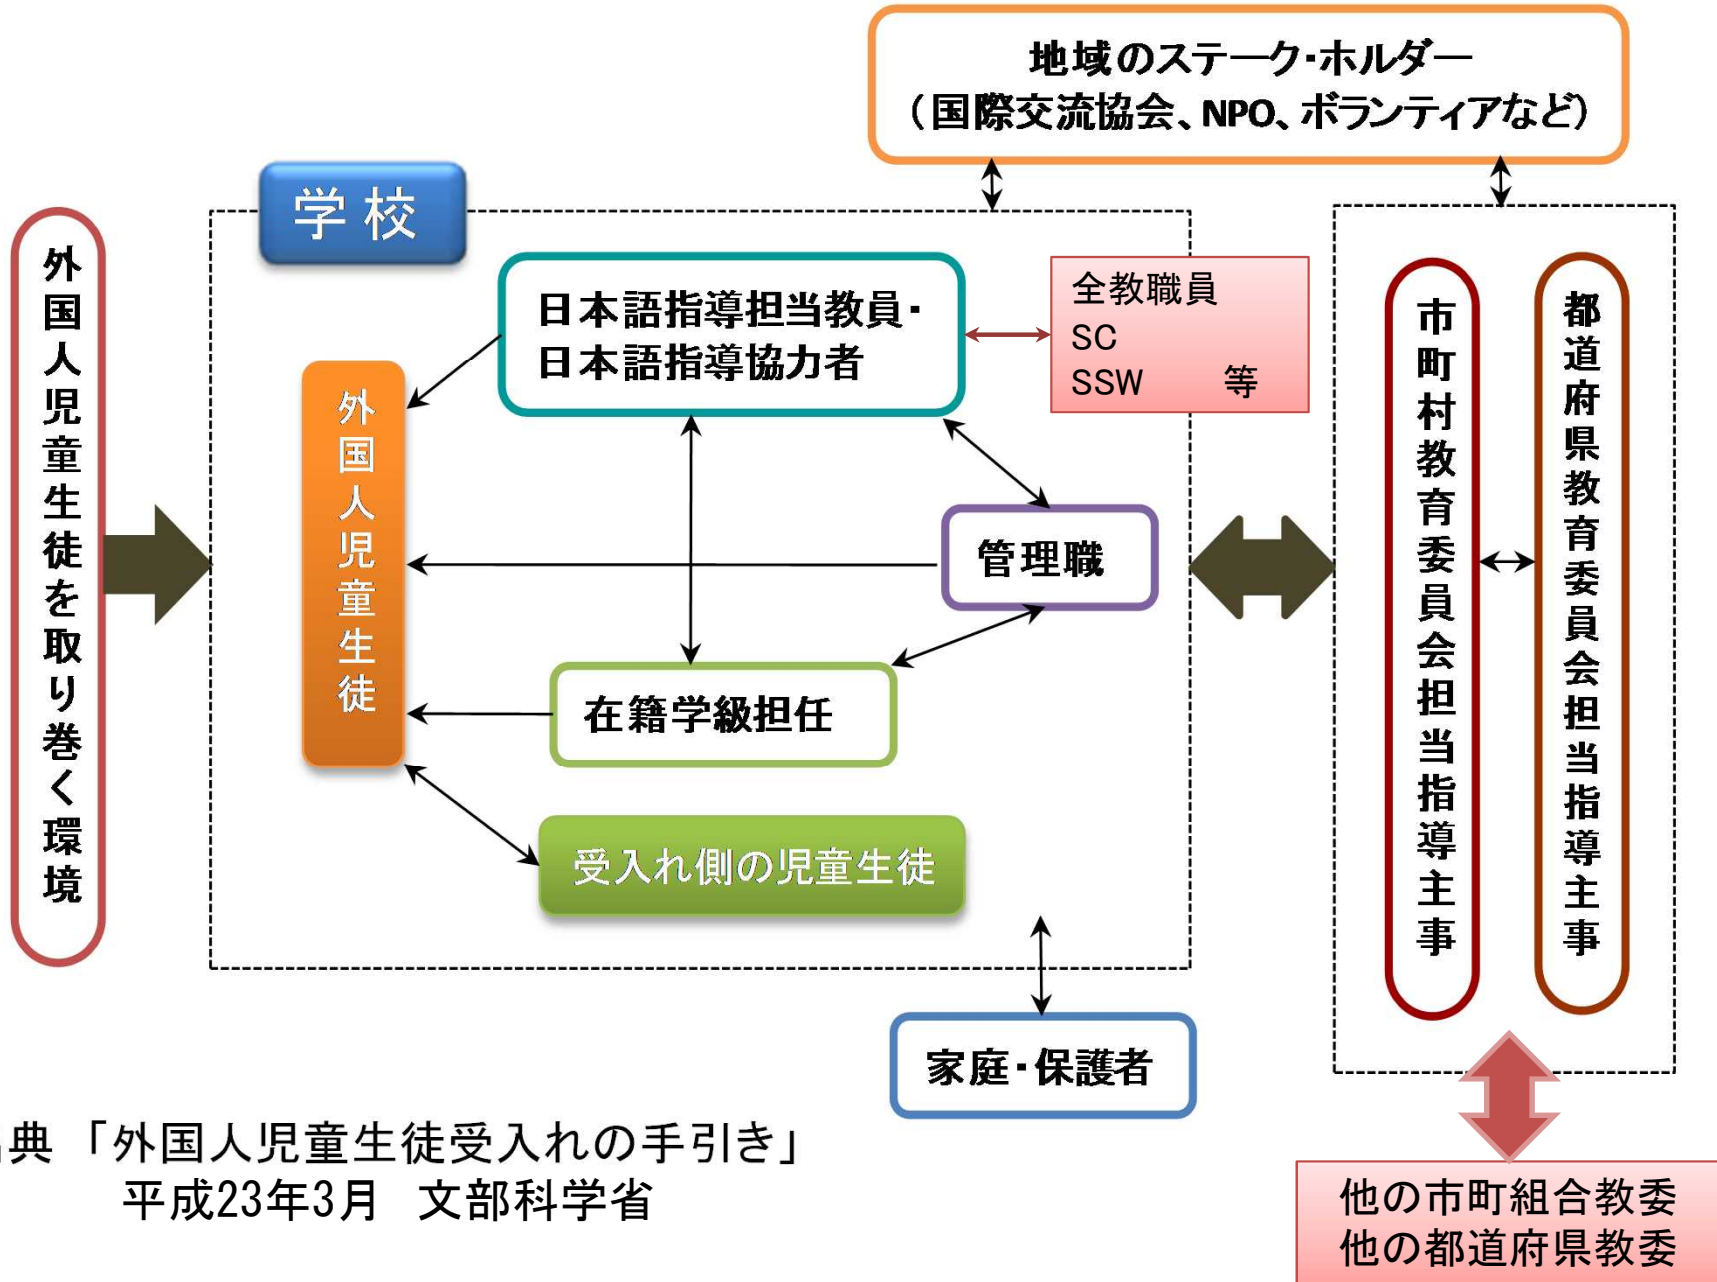 地域のステーク・ホルダー
（国際交流協会、NPO、ボランティアなど）
学校
外国人児童生徒を取り巻く環境
日本語指導担当教員・
日本語指導協力者
全教職員
SC
SSW 等
外国人児童生徒
管理職
在籍学級担任
受入れ側の児童生徒
市町村教育委員会担当指導主事
都道府県教育委員会担当指導主事
家庭・保護者
典 「外国人児童生徒受入れの手引き」
平成23年3月 文部科学省
他の市町組合教委
他の都道府県教委